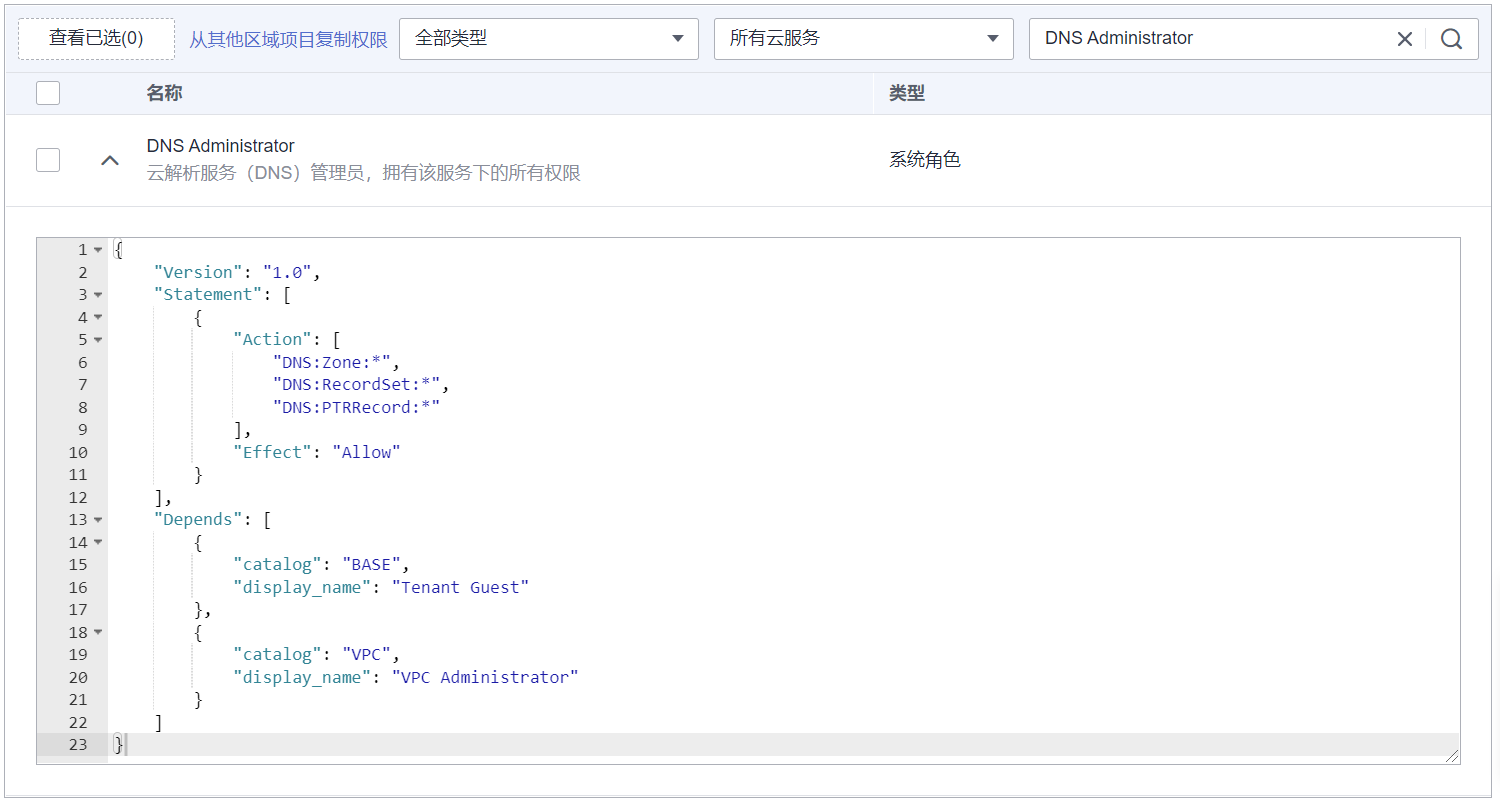 查看已选(0) 从其他区域项目复制权限 全部类型 所有云服务 DNS Administrator
名称 类型
DNS Administrator
云解析服务（DNS）管理员，拥有该服务下的所有权限
系统角色
1 {
2     "Version": "1.0",
3     "Statement": [
4         {
5             "Action": [
6                 "DNS:Zone:*",
7                 "DNS:RecordSet:*",
8                 "DNS:PTRRecord:*"
9             ],
10             "Effect": "Allow"
11         }
12     ],
13     "Depends": [
14         {
15             "catalog": "BASE",
16             "display_name": "Tenant Guest"
17         },
18         {
19             "catalog": "VPC",
20             "display_name": "VPC Administrator"
21         }
22     ]
23 }